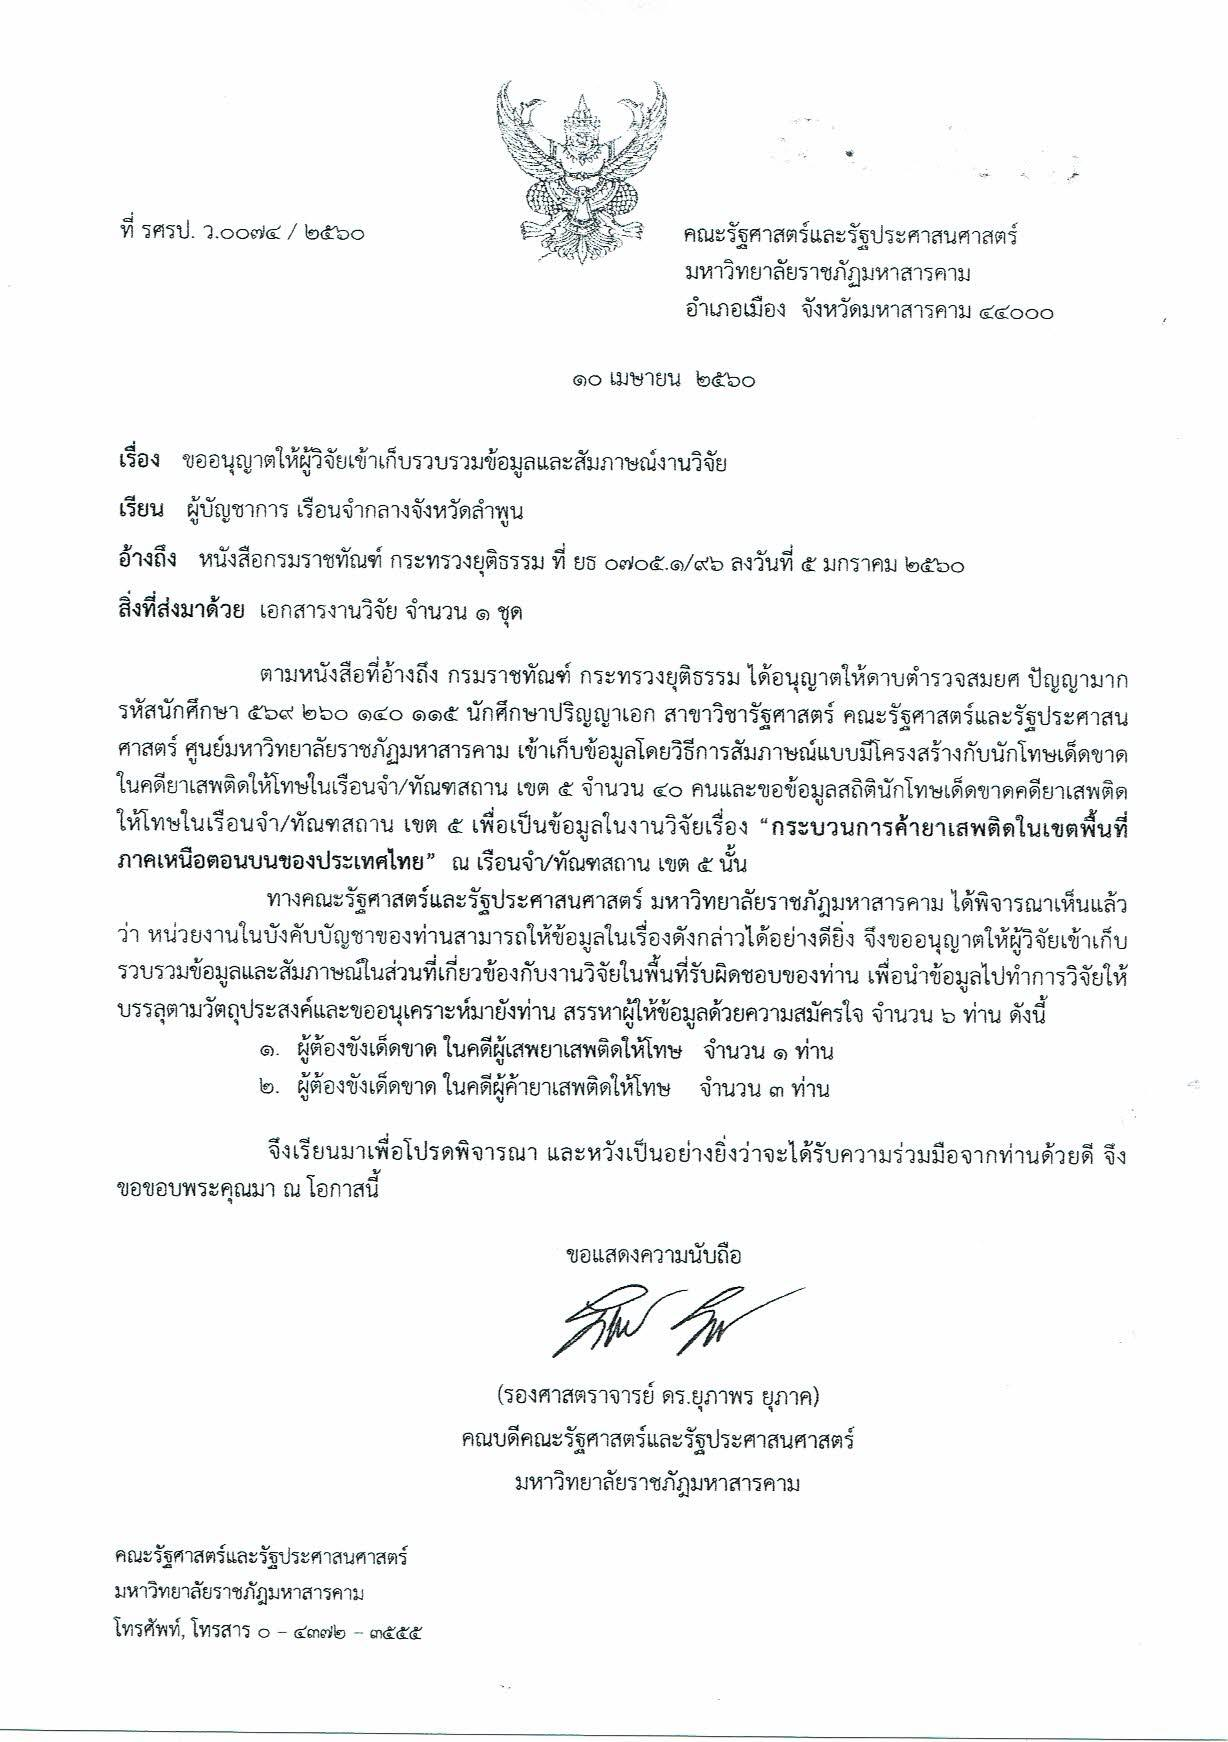 ที่ รศรป. ว.๐๐๗๔ / ๒๕๖๐
คณะรัฐศาสตร์และรัฐประศาสนศาสตร์
มหาวิทยาลัยราชภัฏมหาสารคาม
อำเภอเมือง จังหวัดมหาสารคาม ๔๔๐๐๐
๑๐ เมษายน ๒๕๖๐
เรื่อง ขออนุญาตให้ผู้วิจัยเข้าเก็บรวบรวมข้อมูลและสัมภาษณ์งานวิจัย
เรียน ผู้บัญชาการ เรือนจำกลางจังหวัดลำพูน
อ้างถึง หนังสือกรมราชทัณฑ์ กระทรวงยุติธรรม ที่ ยธ ๐๗๐๕.๑/๙๖ ลงวันที่ ๕ มกราคม ๒๕๖๐
สิ่งที่ส่งมาด้วย เอกสารงานวิจัย จำนวน ๑ ชุด
ตามหนังสือที่อ้างถึง กรมราชทัณฑ์ กระทรวงยุติธรรม ได้อนุญาตให้ดาบตำรวจสมยศ ปัญญามาก
รหัสนักศึกษา ๕๖๙ ๒๖๐ ๑๔๐ ๑๑๕ นักศึกษาปริญญาเอก สาขาวิชารัฐศาสตร์ คณะรัฐศาสตร์และรัฐประศาสน
ศาสตร์ ศูนย์มหาวิทยาลัยราชภัฏมหาสารคาม เข้าเก็บข้อมูลโดยวิธีการสัมภาษณ์แบบมีโครงสร้างกับนักโทษเด็ดขาด
ในคดียาเสพติดให้โทษในเรือนจำ/ทัณฑสถาน เขต ๕ จำนวน ๔๐ คนและขอข้อมูลสถิตินักโทษเด็ดขาดคดียาเสพติด
ให้โทษในเรือนจำ/ทัณฑสถาน เขต ๕ เพื่อเป็นข้อมูลในงานวิจัยเรื่อง “กระบวนการค้ายาเสพติดในเขตพื้นที่
ภาคเหนือตอนบนของประเทศไทย” ณ เรือนจำ/ทัณฑสถาน เขต ๕ นั้น
ทางคณะรัฐศาสตร์และรัฐประศาสนศาสตร์ มหาวิทยาลัยราชภัฏมหาสารคาม ได้พิจารณาเห็นแล้ว
ว่า หน่วยงานในบังคับบัญชาของท่านสามารถให้ข้อมูลในเรื่องดังกล่าวได้อย่างดียิ่ง จึงขออนุญาตให้ผู้วิจัยเข้าเก็บ
รวบรวมข้อมูลและสัมภาษณ์ในส่วนที่เกี่ยวข้องกับงานวิจัยในพื้นที่รับผิดชอบของท่าน เพื่อนำข้อมูลไปทำการวิจัยให้
บรรลุตามวัตถุประสงค์และขออนุเคราะห์มายังท่าน สรรหาผู้ให้ข้อมูลด้วยความสมัครใจ จำนวน ๖ ท่าน ดังนี้
๑. ผู้ต้องขังเด็ดขาด ในคดีผู้เสพยาเสพติดให้โทษ จำนวน ๑ ท่าน
๒. ผู้ต้องขังเด็ดขาด ในคดีผู้ค้ายาเสพติดให้โทษ จำนวน ๓ ท่าน
จึงเรียนมาเพื่อโปรดพิจารณา และหวังเป็นอย่างยิ่งว่าจะได้รับความร่วมมือจากท่านด้วยดี จึง
ขอขอบพระคุณมา ณ โอกาสนี้
ขอแสดงความนับถือ
(รองศาสตราจารย์ ดร.ยุภาพร ยุภาศ)
คณบดีคณะรัฐศาสตร์และรัฐประศาสนศาสตร์
มหาวิทยาลัยราชภัฏมหาสารคาม
คณะรัฐศาสตร์และรัฐประศาสนศาสตร์
มหาวิทยาลัยราชภัฏมหาสารคาม
โทรศัพท์, โทรสาร ๐ – ๔๓๗๒ – ๓๕๕๕